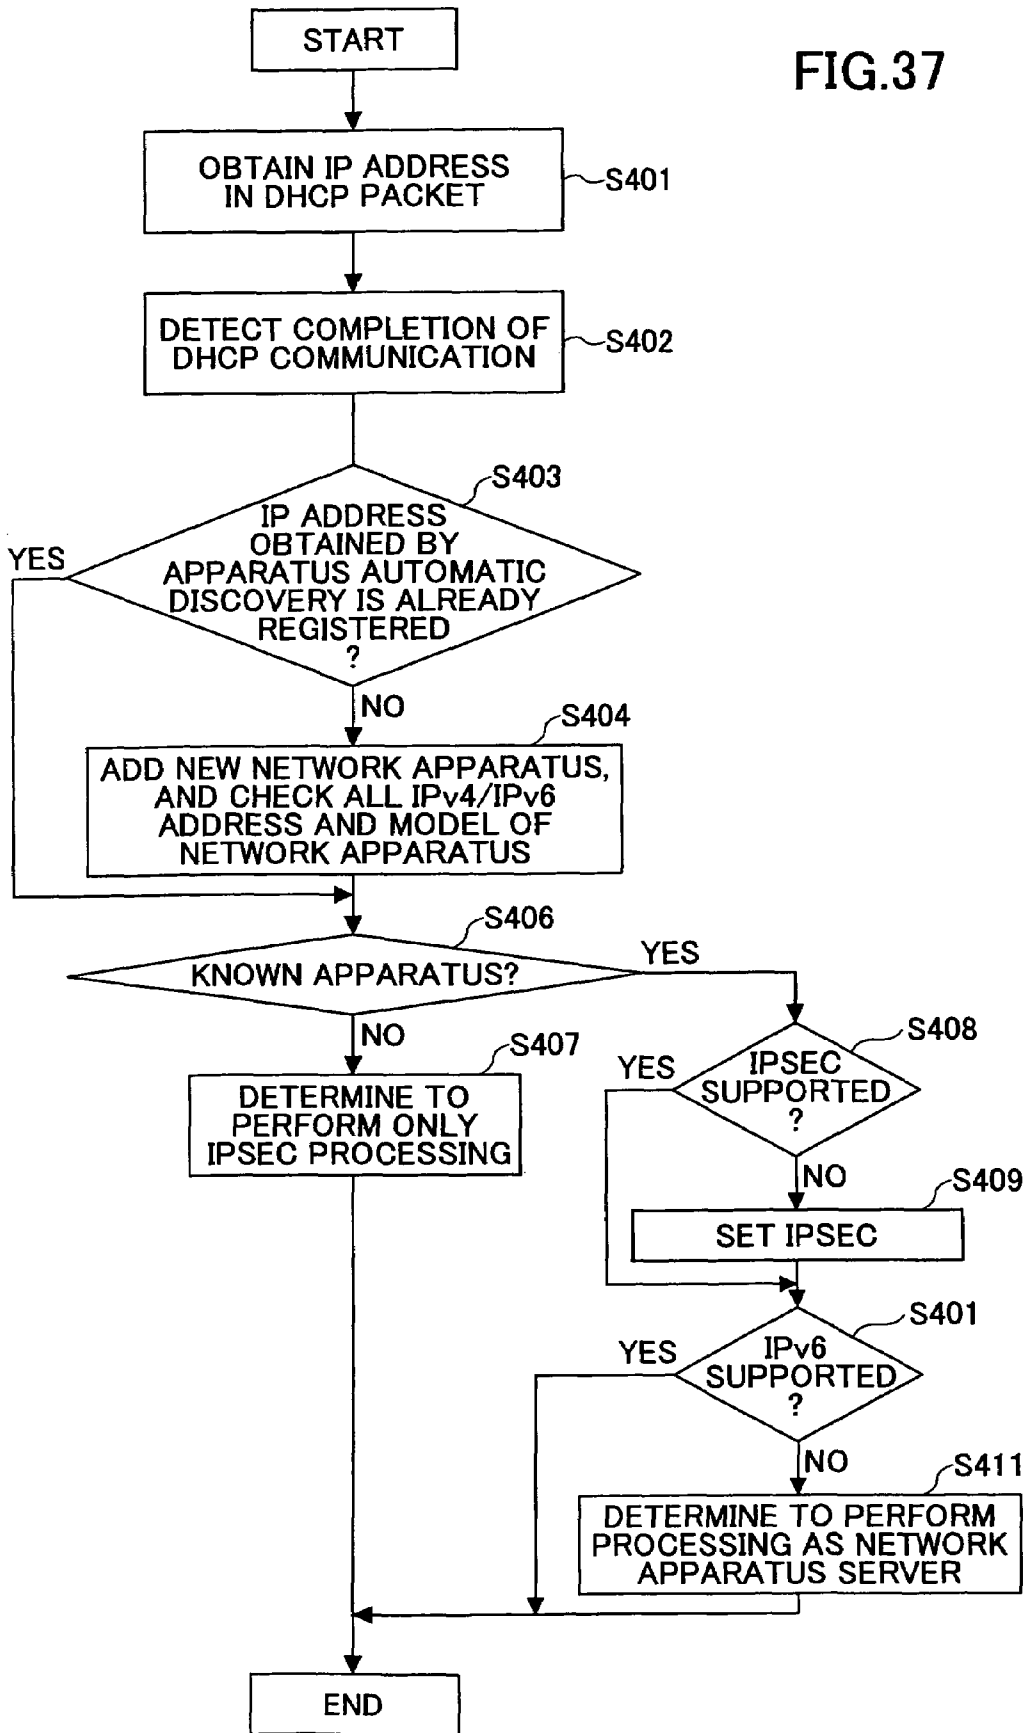 START
FIG.37
OBTAIN IP ADDRESS
IN DHCP PACKET
S401
DETECT COMPLETION OF
DHCP COMMUNICATION
S402
S403
IP ADDRESS
OBTAINED BY
APPARATUS AUTOMATIC
DISCOVERY IS ALREADY
REGISTERED
?
YES
NO
S404
ADD NEW NETWORK APPARATUS,
AND CHECK ALL IPv4/IPv6
ADDRESS AND MODEL OF
NETWORK APPARATUS
S406
KNOWN APPARATUS?
YES
NO
S407
DETERMINE TO
PERFORM ONLY
IPSEC PROCESSING
S408
IPSEC
SUPPORTED
?
YES
NO
S409
SET IPSEC
S401
IPv6
SUPPORTED
?
YES
NO
S411
DETERMINE TO PERFORM
PROCESSING AS NETWORK
APPARATUS SERVER
END